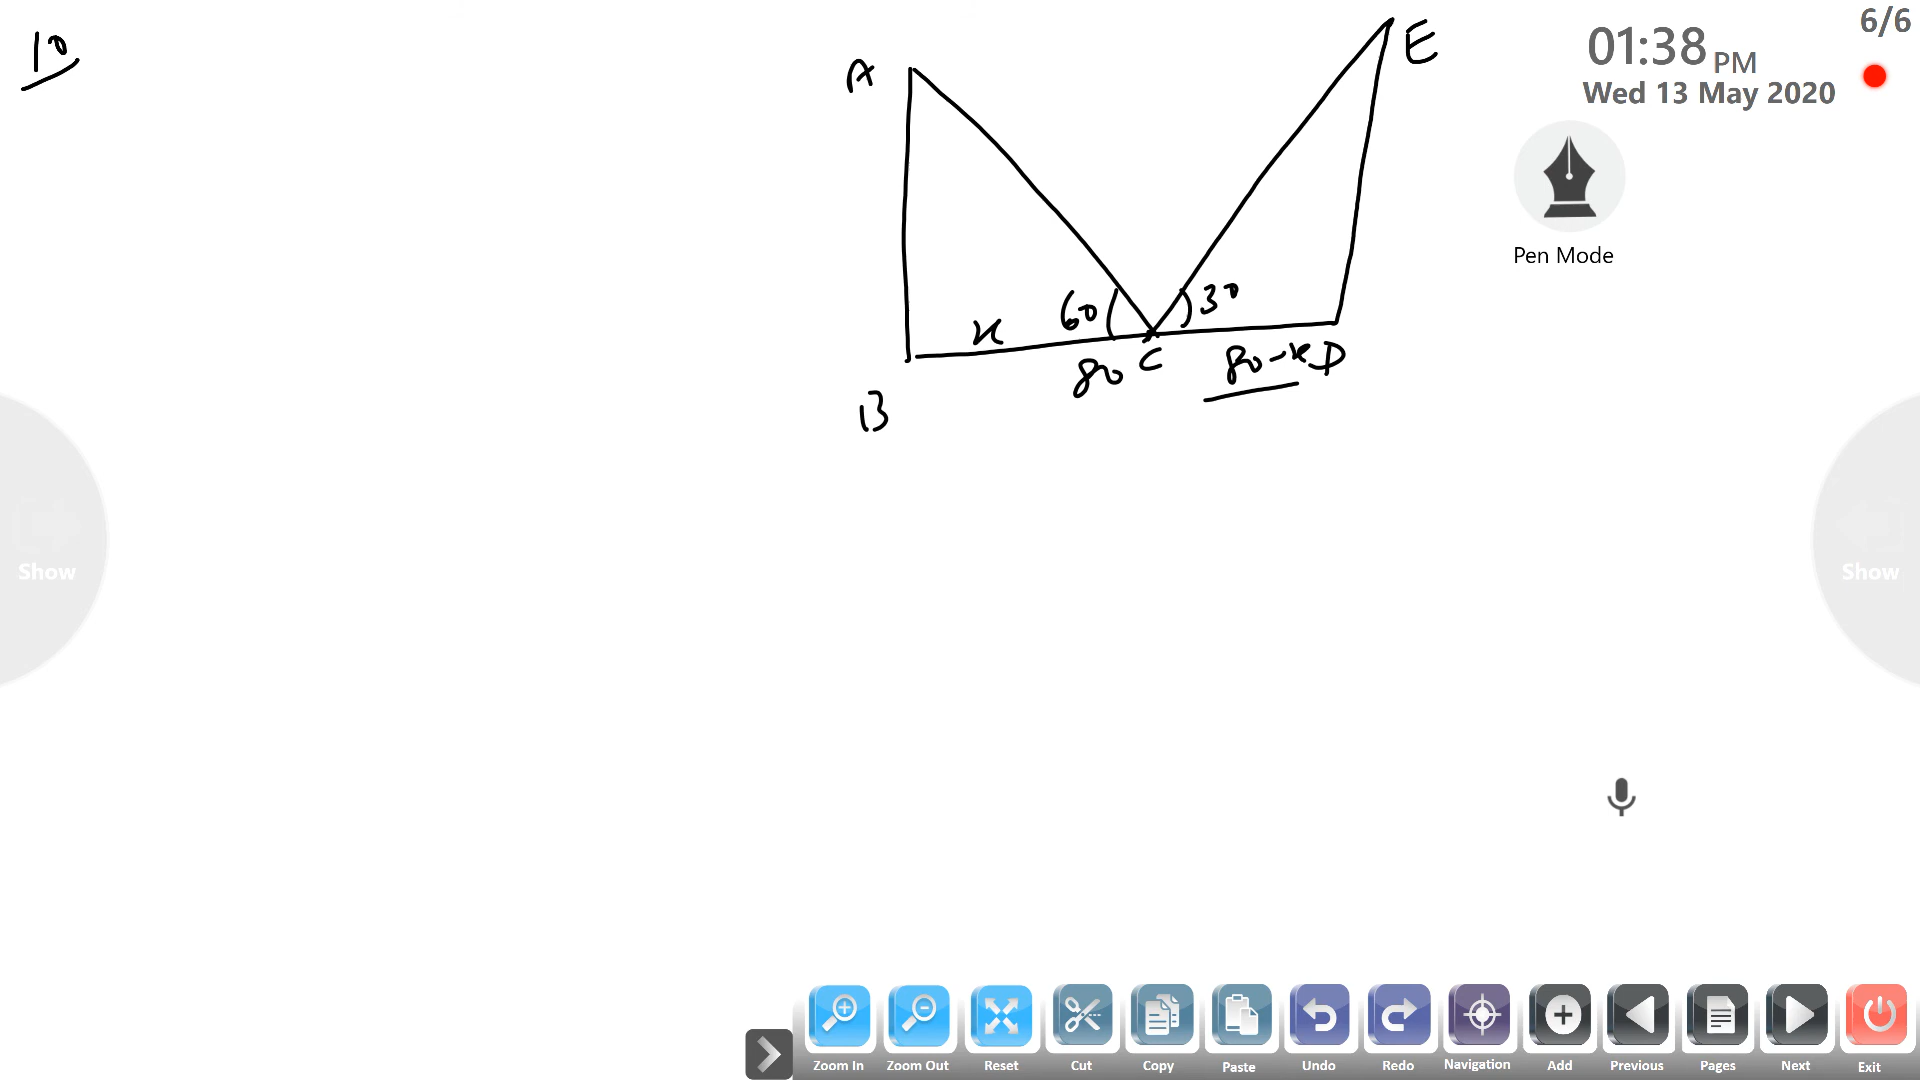 10
A
E
6/6
01:38 PM
Wed 13 May 2020
Pen Mode
x
60
30
80
C
80-x
D
B
Show
Show
Zoom In
Zoom Out
Reset
Cut
Copy
Paste
Undo
Redo
Navigation
Add
Previous
Pages
Next
Exit